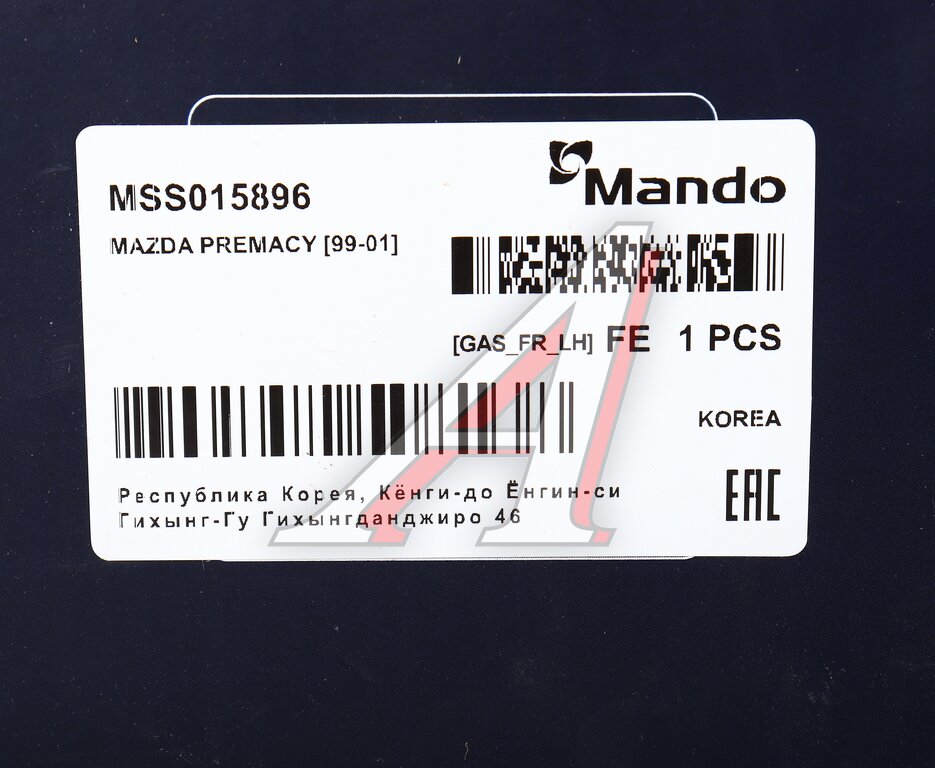 Mando
MSS015896
MAZDA PREMACY [99-01]
[GAS_FR_LH] FE 1 PCS
KOREA
Республика Корея, Кёнги-до Ёнгин-си
Гихынг-Гу Гихынгданджиро 46
EAC